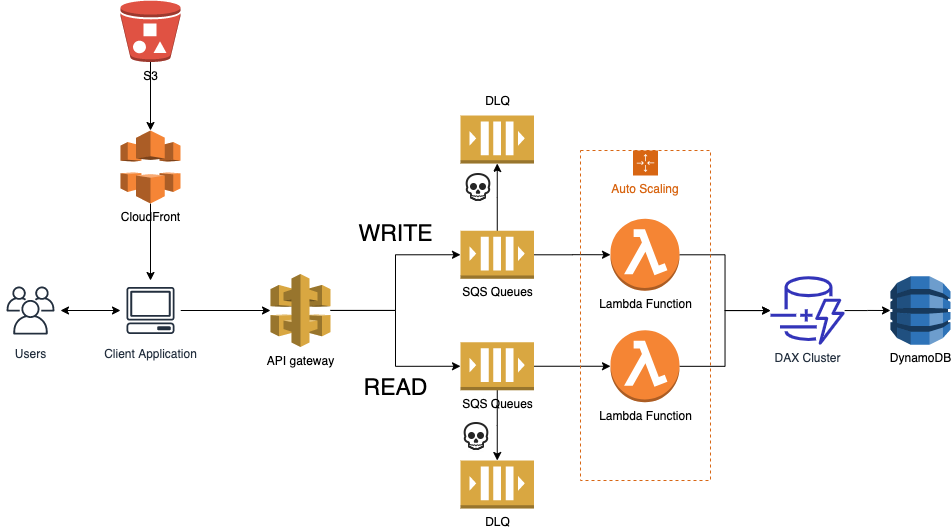 S3
CloudFront
Users
Client Application
API gateway
WRITE
READ
DLQ
SQS Queues
SQS Queues
DLQ
Auto Scaling
Lambda Function
Lambda Function
DAX Cluster
DynamoDB